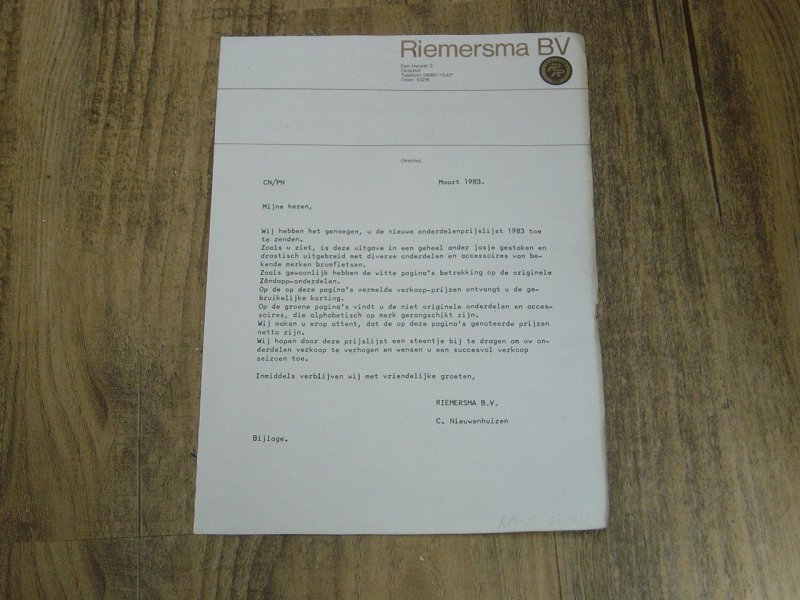 Riemersma BV
Den Heuvel 3
Oirschot
Telex 51256
Oirschot,
CN/PN Maart 1983.
Mijne heren,
Wij hebben het genoegen, u de nieuwe onderdelenprijslijst 1983 toe
te zenden.
Zoals u ziet, is deze uitgave in een geheel ander jasje gestoken en
drastisch uitgebreid met diverse onderdelen en accessoires van be-
kende merken bromfietsen.
Zoals gewoonlijk hebben de witte pagina's betrekking op de originele
Zündapp-onderdelen.
Op de op deze pagina's vermelde verkoop-prijzen ontvangt u de ge-
bruikelijke korting.
Op de groene pagina's vindt u de niet originele onderdelen en acces-
soires, die alphabetisch op merk gerangschikt zijn.
Wij maken u erop attent, dat de op deze pagina's genoteerde prijzen
netto zijn.
Wij hopen door deze prijslijst een steentje bij te dragen om uw on-
derdelen verkoop te verhogen en wensen u een succesvol verkoop
seizoen toe.
Inmiddels verblijven wij met vriendelijke groeten,
RIEMERSMA B.V.
C. Nieuwenhuizen
Bijlage.